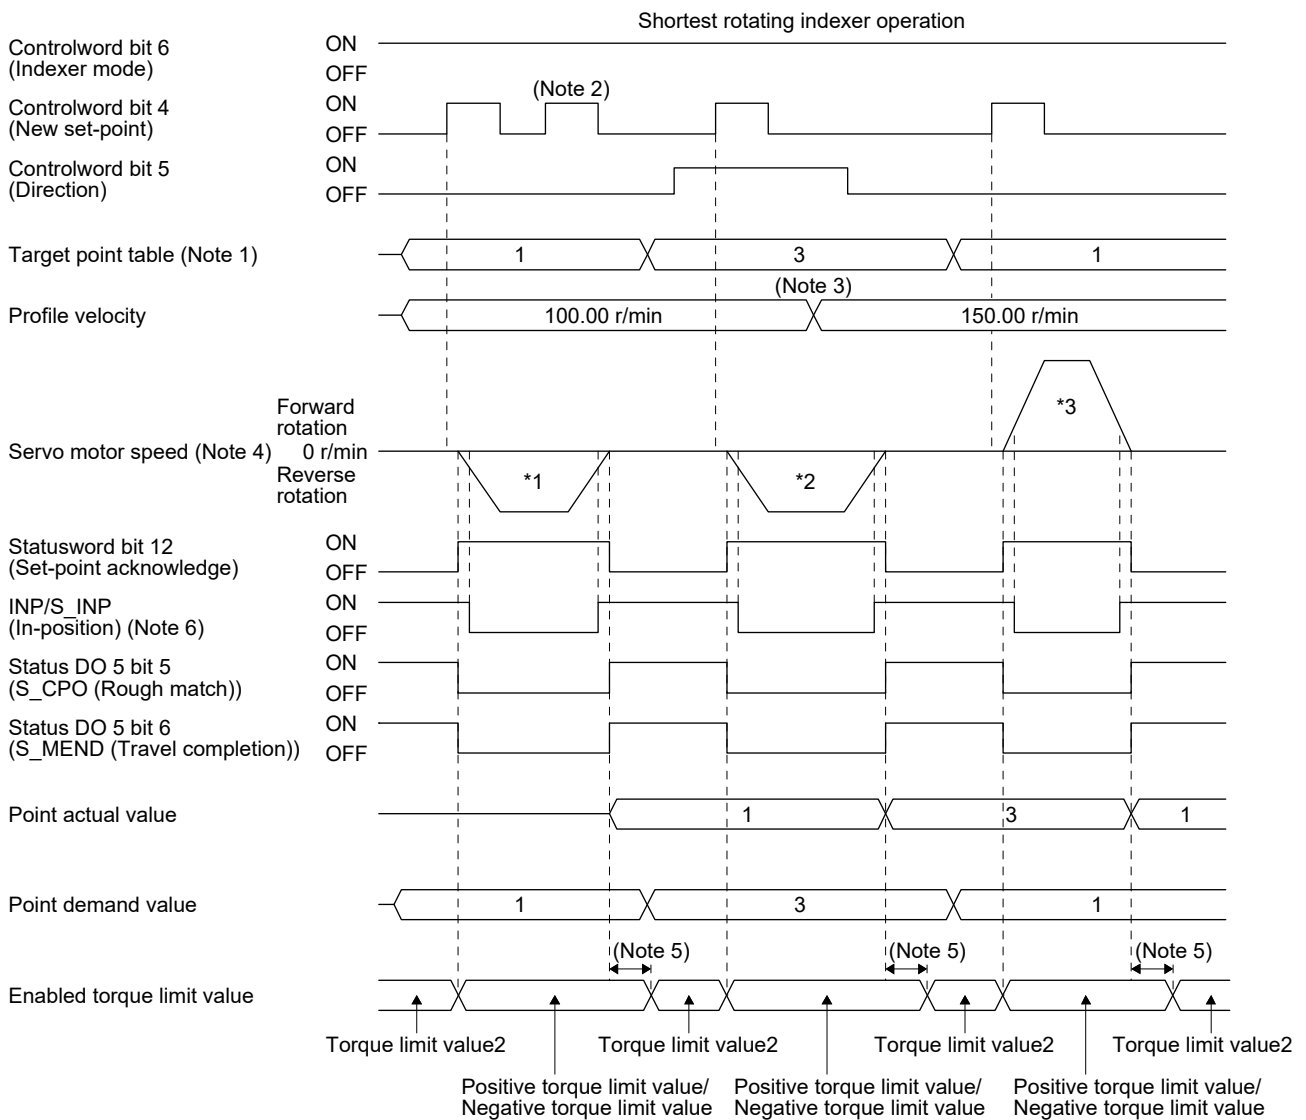 Shortest rotating indexer operation
Controlword bit 6
(Indexer mode)
ON
OFF
Controlword bit 4
(New set-point)
ON
OFF
(Note 2)
Controlword bit 5
(Direction)
ON
OFF
Target point table (Note 1)
1
3
1
(Note 3)
Profile velocity
100.00 r/min
150.00 r/min
Forward
rotation
Servo motor speed (Note 4)
0 r/min
Reverse
rotation
*1
*2
*3
Statusword bit 12
(Set-point acknowledge)
ON
OFF
INP/S_INP
(In-position) (Note 6)
ON
OFF
Status DO 5 bit 5
(S_CPO (Rough match))
ON
OFF
Status DO 5 bit 6
(S_MEND (Travel completion))
ON
OFF
Point actual value
1
3
1
Point demand value
1
3
1
(Note 5)
(Note 5)
(Note 5)
Enabled torque limit value
Torque limit value2
Torque limit value2
Torque limit value2
Torque limit value2
Positive torque limit value/
Negative torque limit value
Positive torque limit value/
Negative torque limit value
Positive torque limit value/
Negative torque limit value